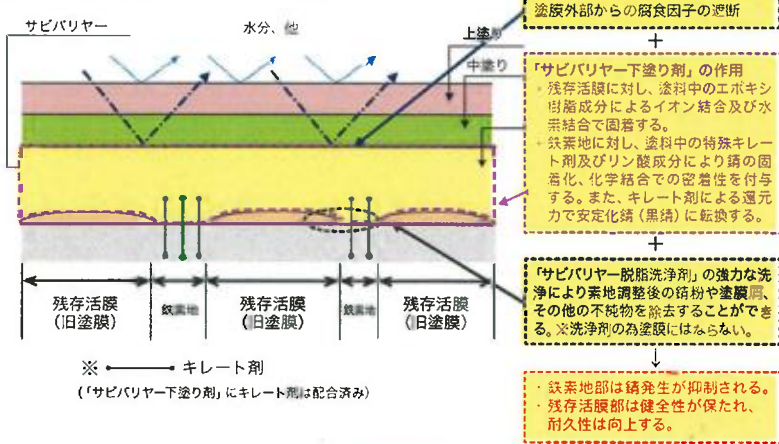 サビバリヤー
水分、他
上塗り
中塗り
塗膜外部からの腐食因子の遮断
+
「サビバリヤー下塗り剤」の作用
・残存活膜に対し、塗料中のエポキシ
樹脂成分によるイオン結合及び水
素結合で固着する。
・鉄素地に対し、塗料中の特殊キレー
ト剤及びリン酸成分により錆の固
着化、化学結合での密着性を付与
する。また、キレート剤による還元
力で安定化錆(黒錆)に転換する。
+
「サビバリヤー脱脂洗浄剤」の強力な洗
浄により素地調整後の錆粉や塗膜屑、
その他の不純物を除去することができ
る。※洗浄剤の為塗膜にはならない。
↓
・鉄素地部は錆発生が抑制される。
・残存活膜部は健全性が保たれ、
耐久性は向上する。
残存活膜
(旧塗膜)
鉄素地
残存活膜
(旧塗膜)
鉄素地
残存活膜
(旧塗膜)
※ キレート剤
(「サビバリヤー下塗り剤」にキレート剤は配合済み)